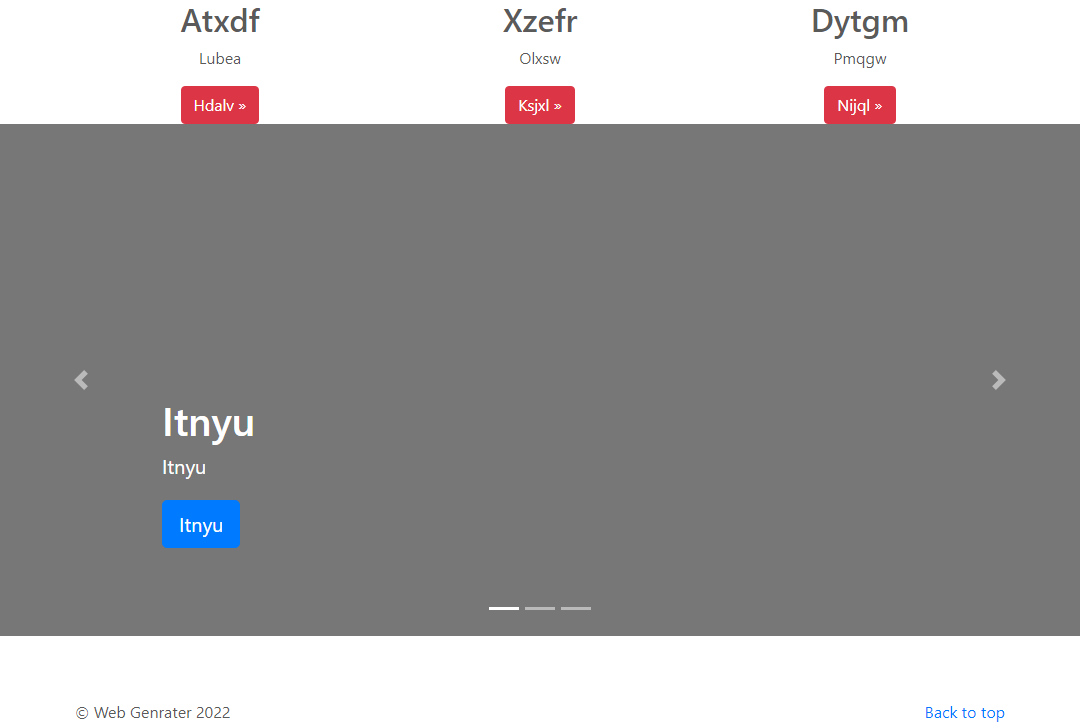 Atxdf
Xzefr
Dytgm
Lubea
Olxsw
Pmqgw
Hdalv »
Ksjxl »
Nijql »
Itnyu
Itnyu
Itnyu
© Web Genrater 2022
Back to top